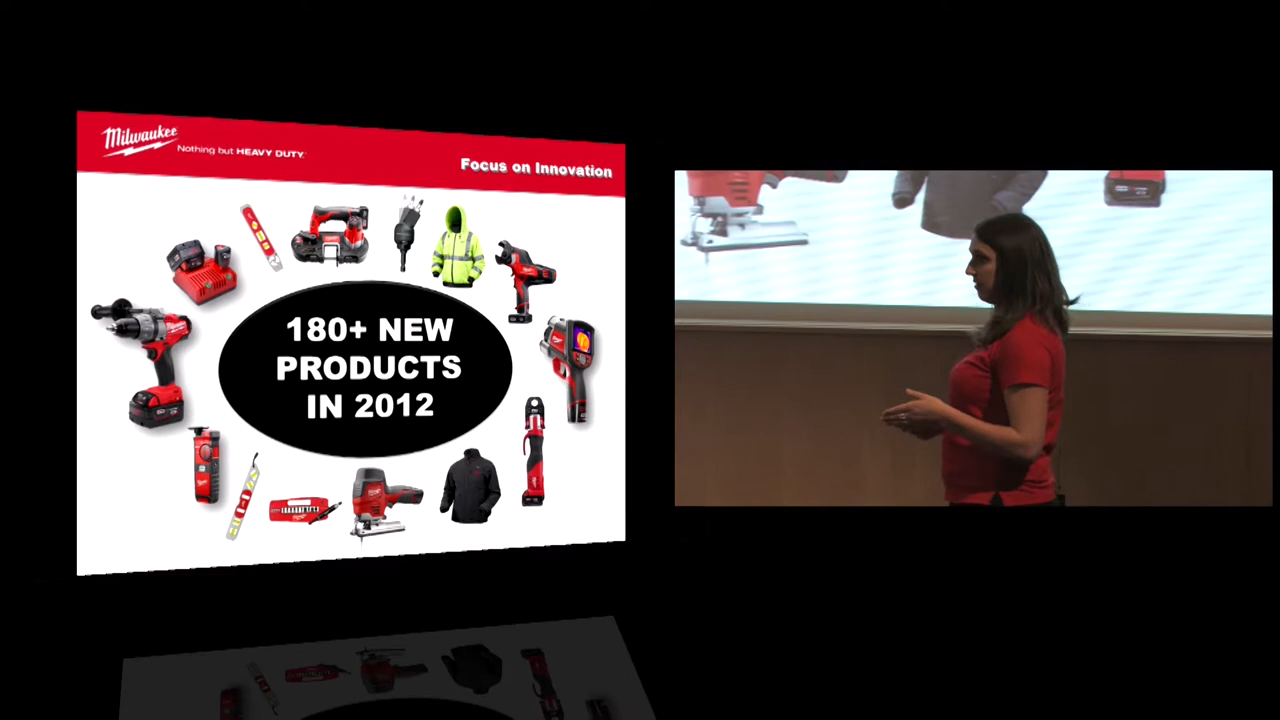 Milwaukee
Nothing but HEAVY DUTY.
Focus on Innovation
180+ NEW
PRODUCTS
IN 2012